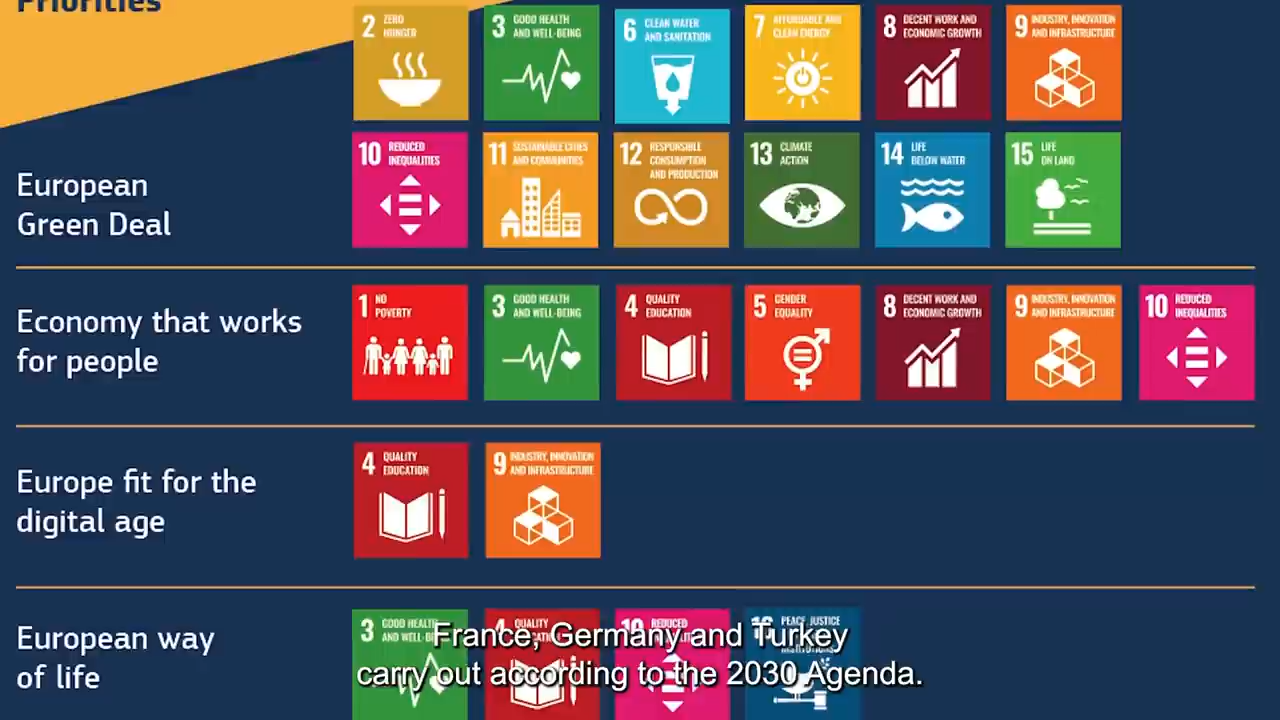 Priorities
2 ZERO
HUNGER
3 GOOD HEALTH
AND WELL-BEING
6 CLEAN WATER
AND SANITATION
7 AFFORDABLE AND
CLEAN ENERGY
8 DECENT WORK AND
ECONOMIC GROWTH
9 INDUSTRY, INNOVATION
AND INFRASTRUCTURE
European
Green Deal
10 REDUCED
INEQUALITIES
11 SUSTAINABLE CITIES
AND COMMUNITIES
12 RESPONSIBLE
CONSUMPTION
AND PRODUCTION
13 CLIMATE
ACTION
14 LIFE
BELOW WATER
15 LIFE
ON LAND
Economy that works
for people
1 NO
POVERTY
3 GOOD HEALTH
AND WELL-BEING
4 QUALITY
EDUCATION
5 GENDER
EQUALITY
8 DECENT WORK AND
ECONOMIC GROWTH
9 INDUSTRY, INNOVATION
AND INFRASTRUCTURE
10 REDUCED
INEQUALITIES
Europe fit for the
digital age
4 QUALITY
EDUCATION
9 INDUSTRY, INNOVATION
AND INFRASTRUCTURE
European way
of life
3 GOOD HEALTH
AND WELL-BEING
4 QUALITY
EDUCATION
10 REDUCED
INEQUALITIES
16 PEACE, JUSTICE
INSTITUTIONS
France, Germany and Turkey
carry out according to the 2030 Agenda.